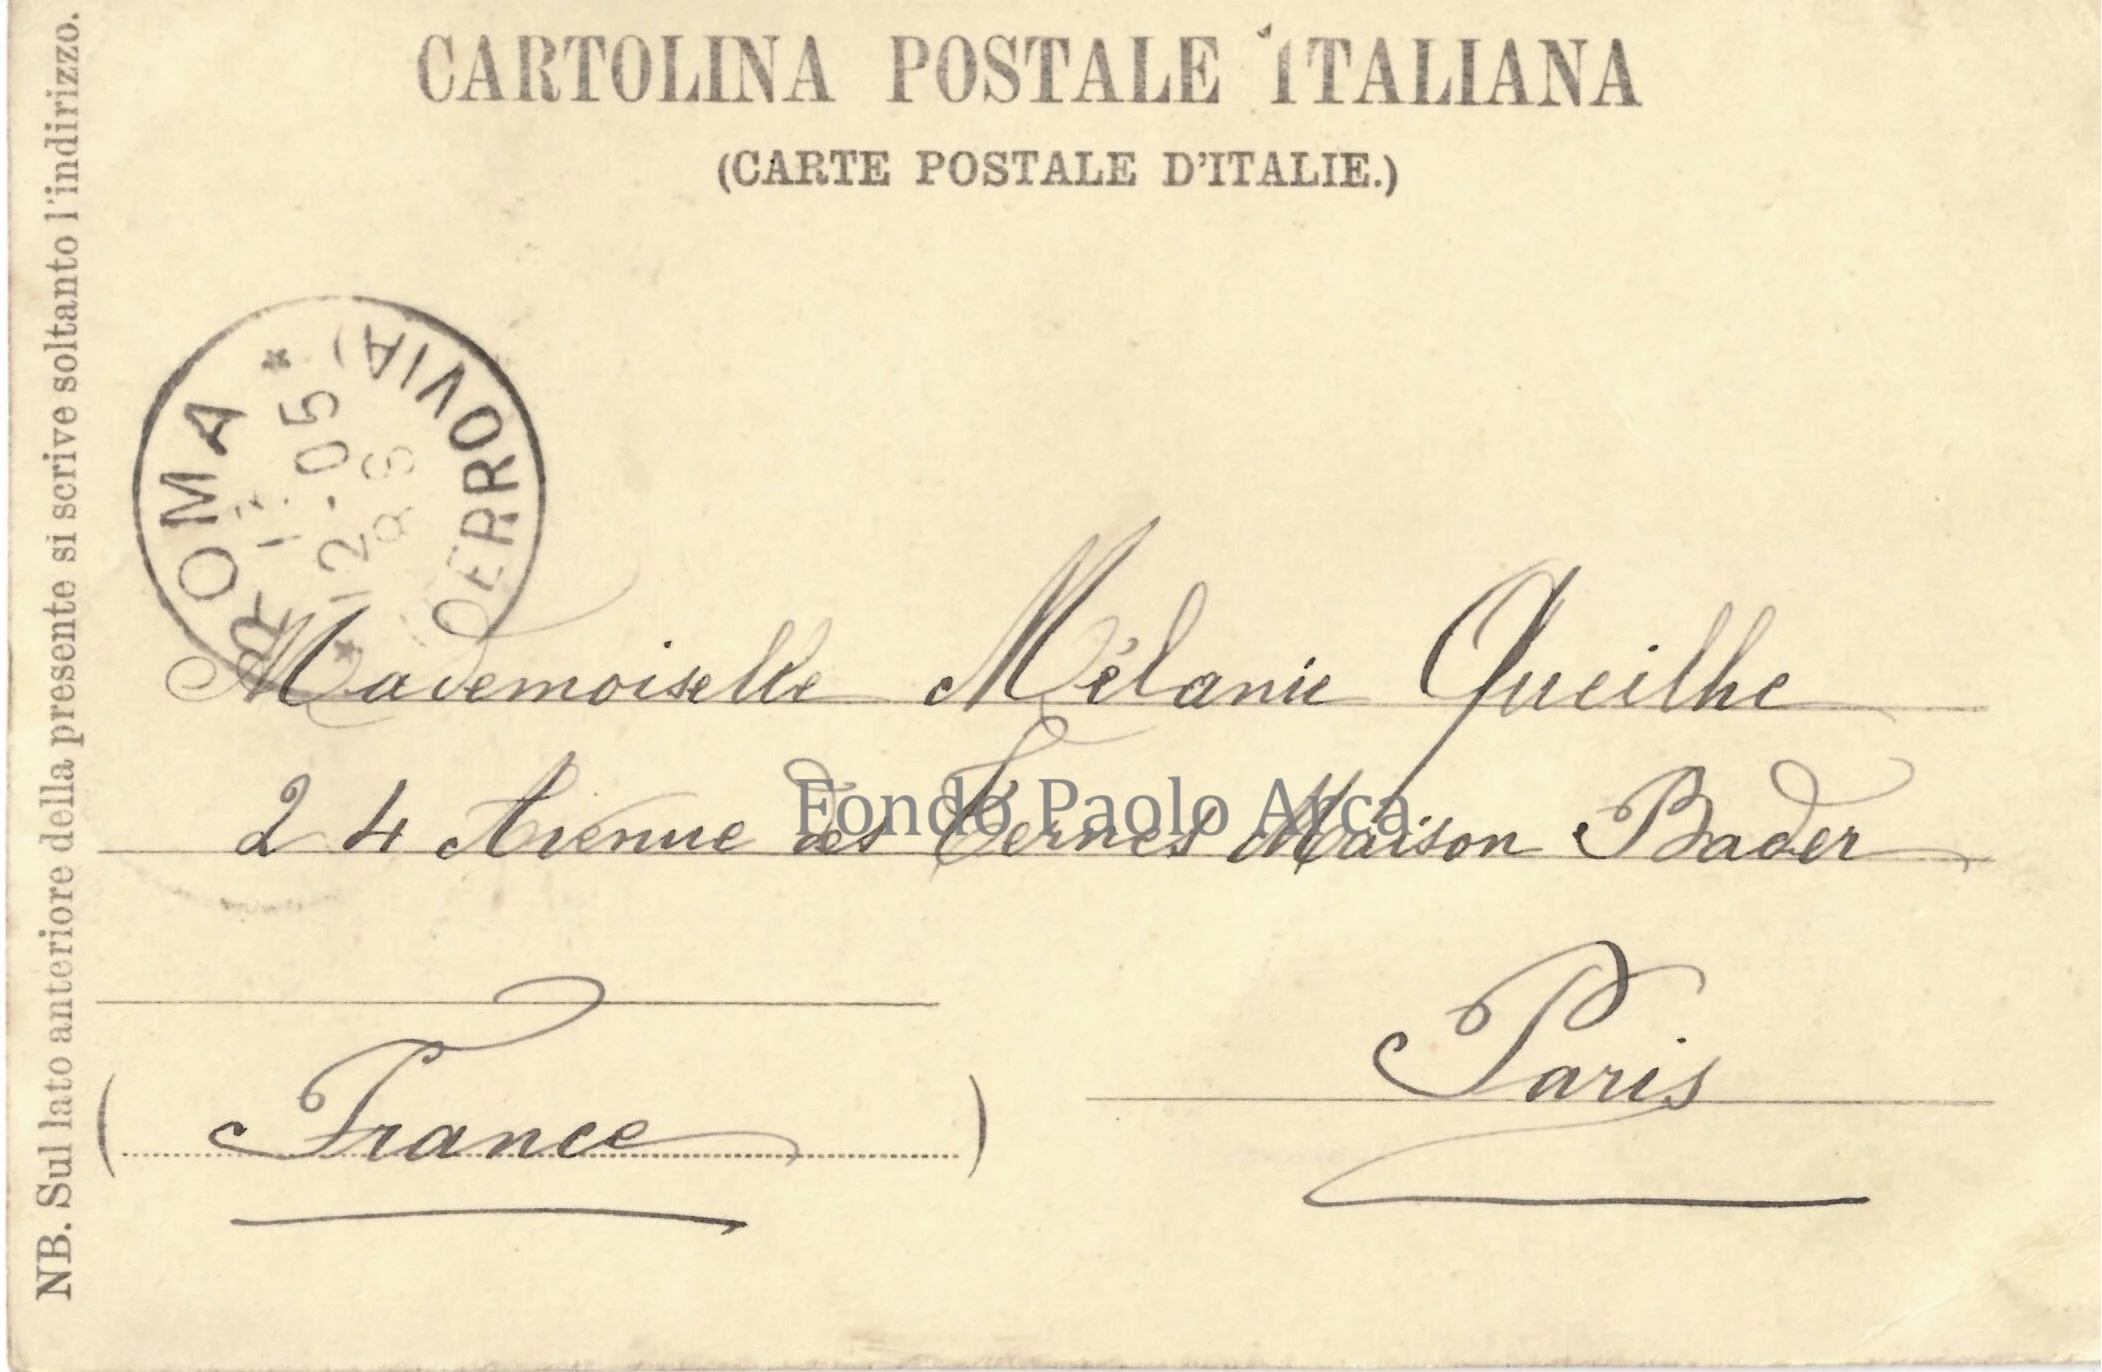 CARTOLINA POSTALE ITALIANA
(CARTE POSTALE D'ITALIE.)
NB. Sul lato anteriore della presente si scrive soltanto l'indirizzo.
ROMA
12-05
(FERROVIA)
Mademoiselle Mélanie Queilhe
24 Avenue des Ternes Maison Bader
Fondo Paolo Arca
Paris
(France)